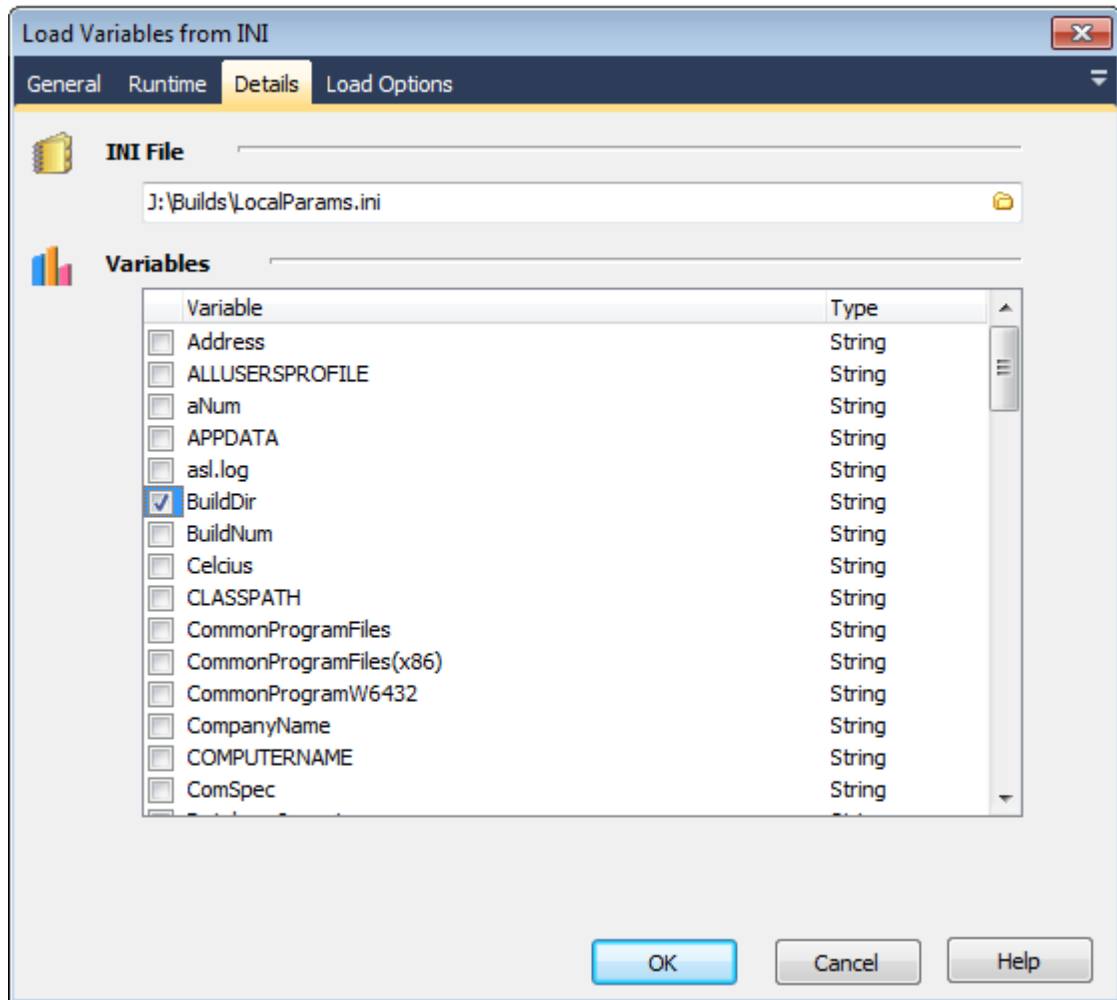 Load Variables from INI
General Runtime Details Load Options
INI File
J:\Builds\LocalParams.ini
Variables
Variable Type
Address String
ALLUSERSPROFILE String
aNum String
APPDATA String
asl.log String
BuildDir String
BuildNum String
Celcius String
CLASSPATH String
CommonProgramFiles String
CommonProgramFiles(x86) String
CommonProgramW6432 String
CompanyName String
COMPUTERNAME String
ComSpec String
OK Cancel Help